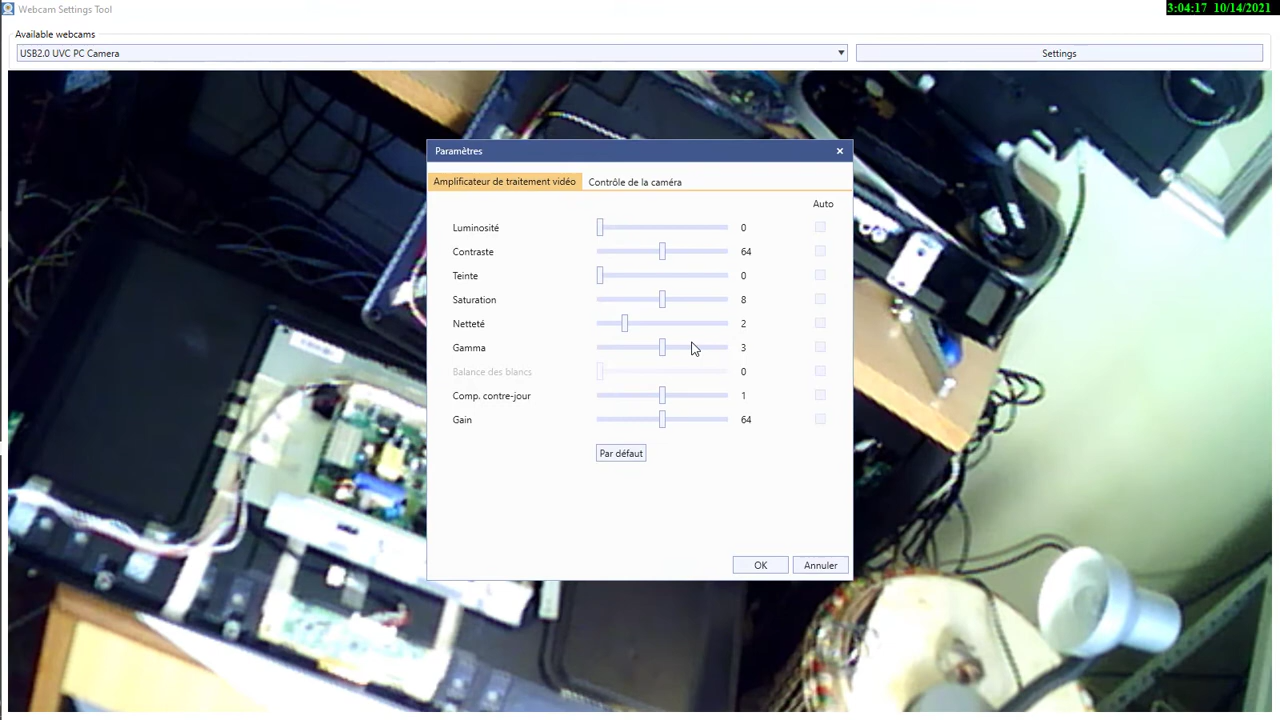 Webcam Settings Tool
3:04:17 10/14/2021
Available webcams
USB2.0 UVC PC Camera
Settings
Paramètres
Amplificateur de traitement vidéo
Contrôle de la caméra
Auto
Luminosité 0
Contraste 64
Teinte 0
Saturation 8
Netteté 2
Gamma 3
Balance des blancs 0
Comp. contre-jour 1
Gain 64
Par défaut
OK Annuler